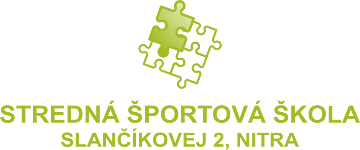 STREDNÁ ŠPORTOVÁ ŠKOLA
SLANČÍKOVEJ 2, NITRA